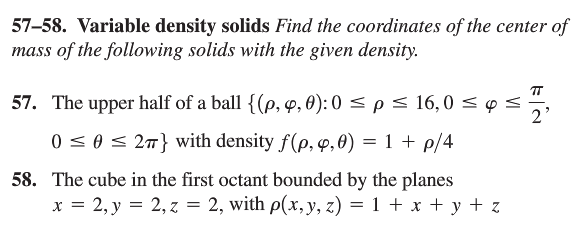 57–58. Variable density solids Find the coordinates of the center of
mass of the following solids with the given density.
57. The upper half of a ball {(ρ, φ, θ): 0 ≤ ρ ≤ 16, 0 ≤ φ ≤ π/2,
0 ≤ θ ≤ 2π} with density f(ρ, φ, θ) = 1 + ρ/4
58. The cube in the first octant bounded by the planes
x = 2, y = 2, z = 2, with ρ(x, y, z) = 1 + x + y + z